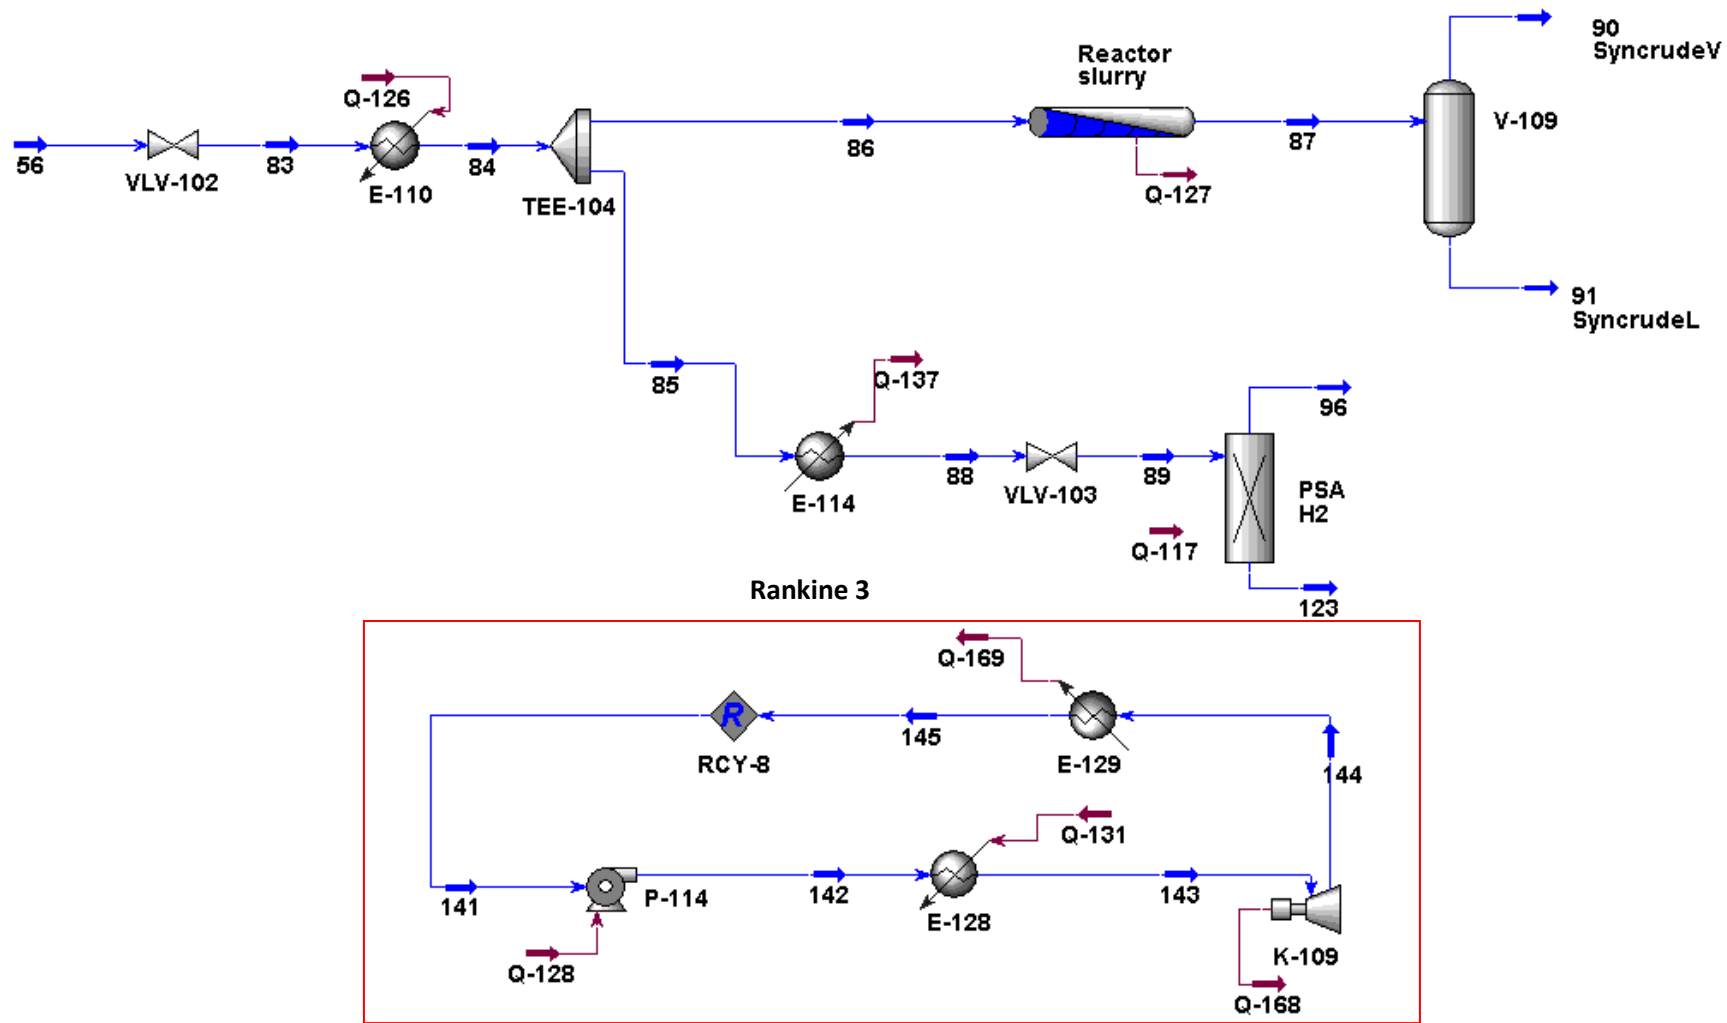 90
SyncrudeV
Reactor
slurry
Q-126
V-109
56
VLV-102
83
E-110
84
TEE-104
86
Q-127
87
91
SyncrudeL
85
Q-137
96
E-114
88
VLV-103
89
PSA
H2
Q-117
123
Rankine 3
Q-169
R
RCY-8
145
E-129
144
Q-131
141
P-114
142
E-128
143
K-109
Q-128
Q-168